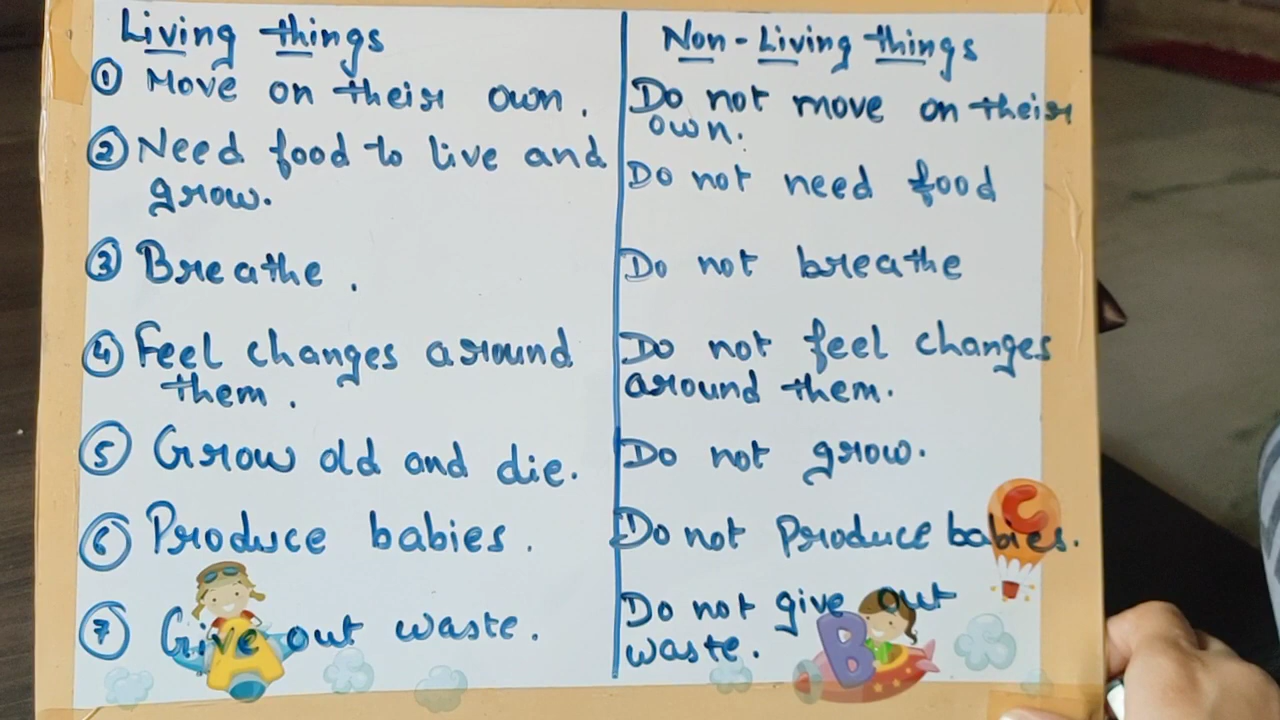 Living things
① Move on their own.
② Need food to live and
grow.
③ Breathe.
④ Feel changes around
them.
⑤ Grow old and die.
⑥ Produce babies.
⑦ Give out waste.
Non-Living things
Do not move on their
own.
Do not need food
Do not breathe
Do not feel changes
around them.
Do not grow.
Do not produce babies.
Do not give out
waste.
A
B
C